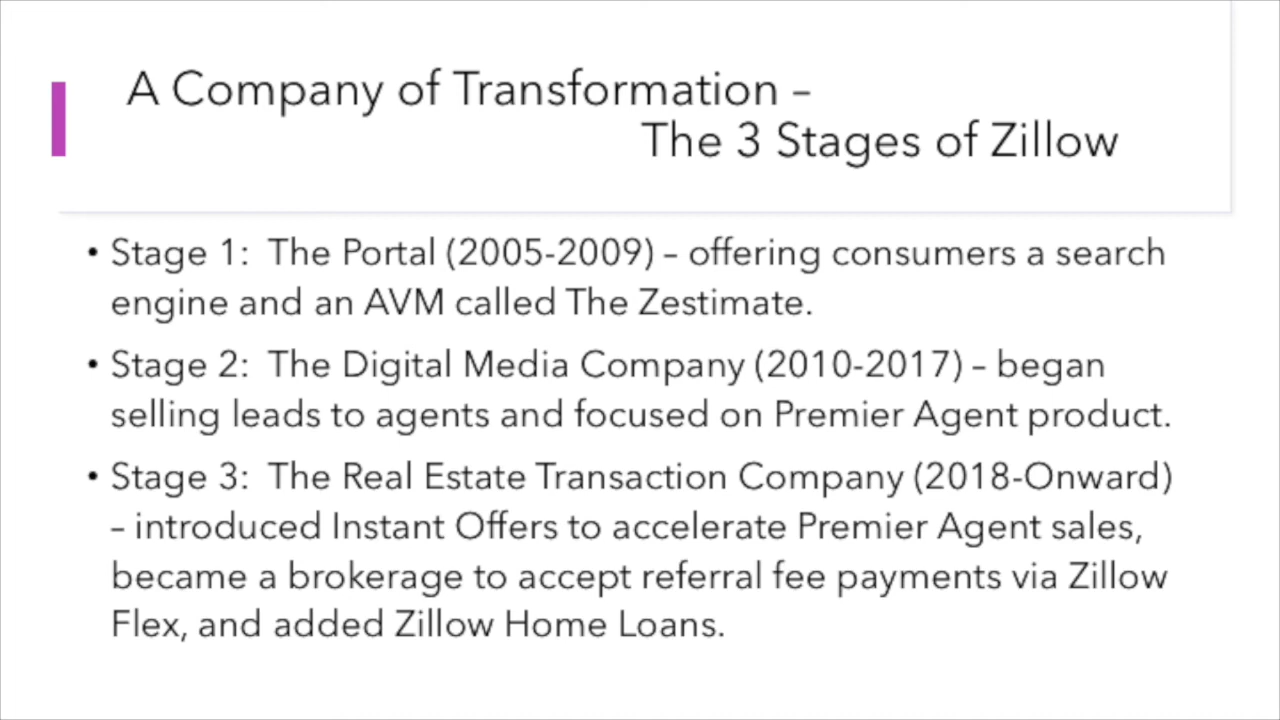 A Company of Transformation –
The 3 Stages of Zillow
• Stage 1:  The Portal (2005-2009) – offering consumers a search
engine and an AVM called The Zestimate.
• Stage 2:  The Digital Media Company (2010-2017) – began
selling leads to agents and focused on Premier Agent product.
• Stage 3:  The Real Estate Transaction Company (2018-Onward)
– introduced Instant Offers to accelerate Premier Agent sales,
became a brokerage to accept referral fee payments via Zillow
Flex, and added Zillow Home Loans.